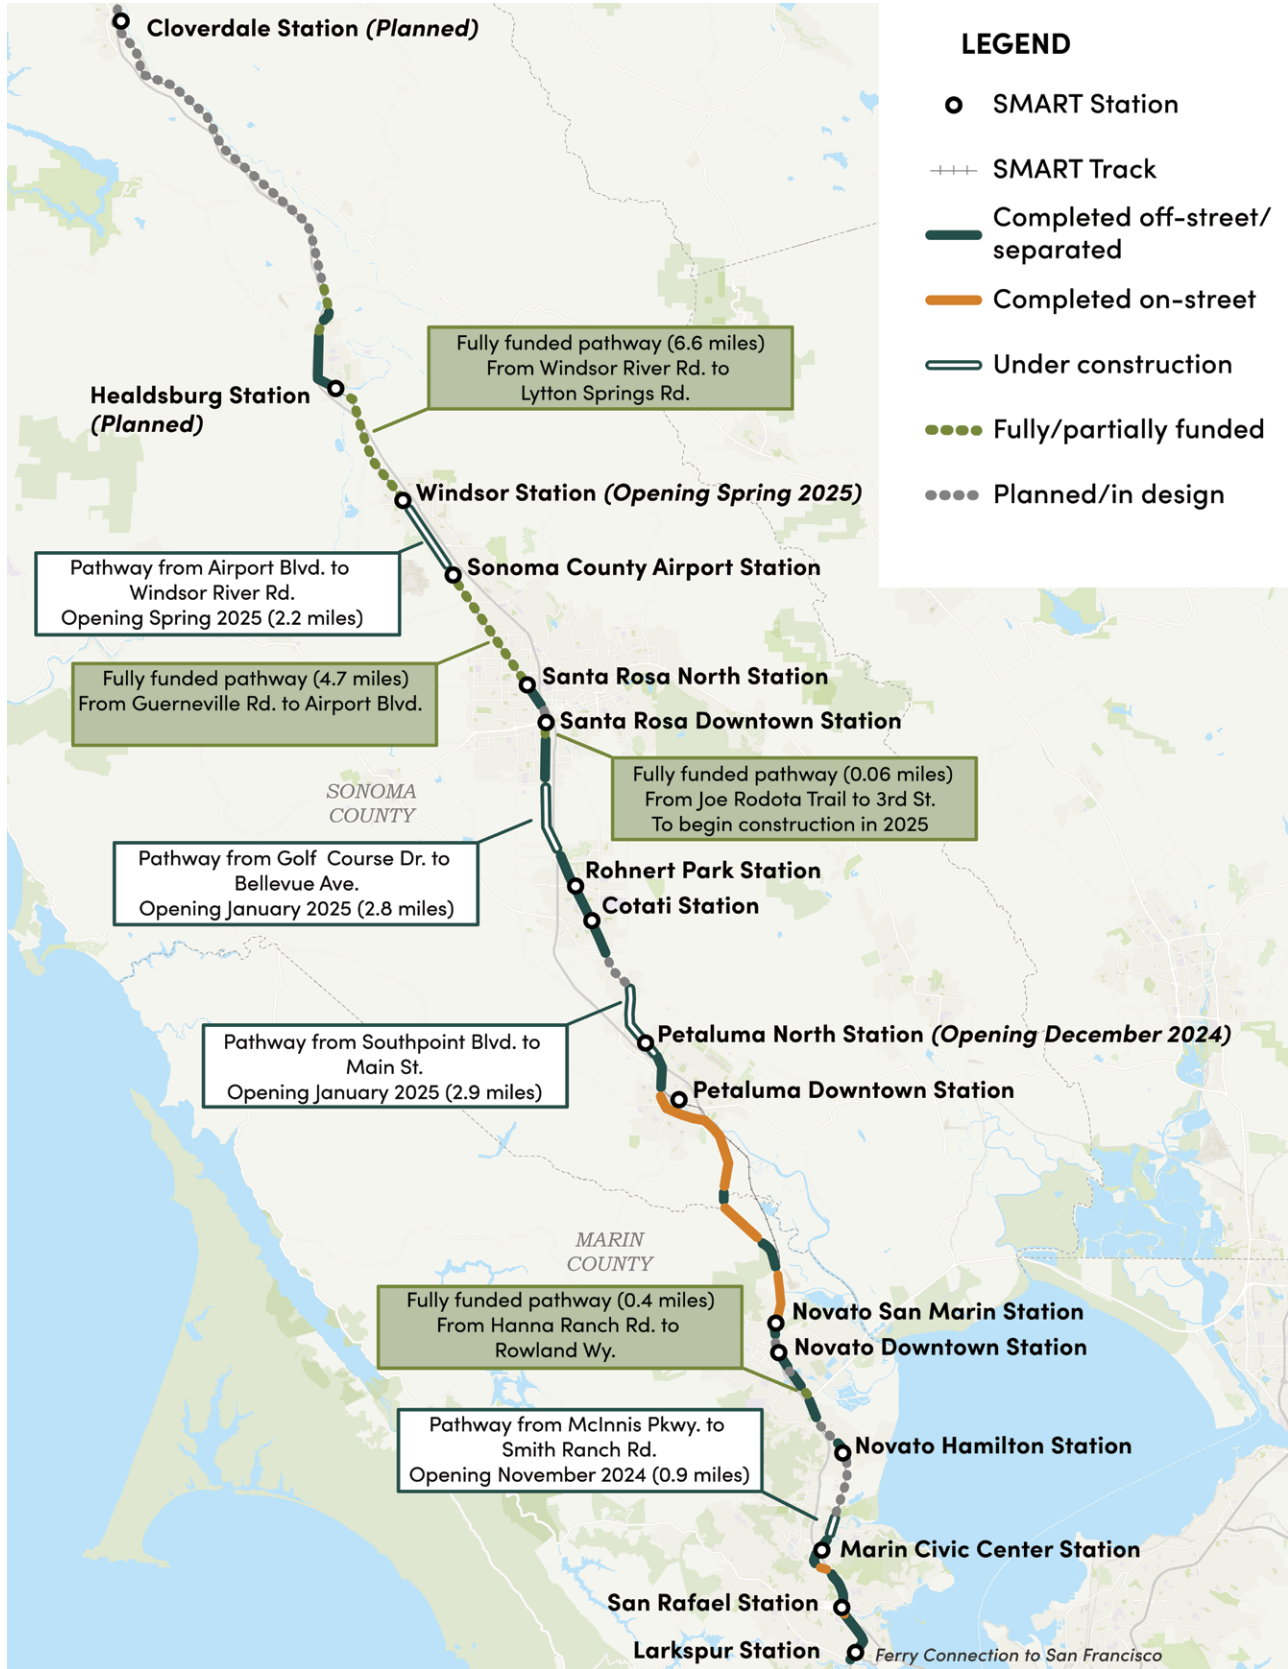 Cloverdale Station (Planned)
LEGEND
SMART Station
SMART Track
Completed off-street/
separated
Completed on-street
Under construction
Fully/partially funded
Planned/in design
Fully funded pathway (6.6 miles)
From Windsor River Rd. to
Lytton Springs Rd.
Healdsburg Station
(Planned)
Windsor Station (Opening Spring 2025)
Pathway from Airport Blvd. to
Windsor River Rd.
Opening Spring 2025 (2.2 miles)
Sonoma County Airport Station
Fully funded pathway (4.7 miles)
From Guerneville Rd. to Airport Blvd.
Santa Rosa North Station
Santa Rosa Downtown Station
Fully funded pathway (0.06 miles)
From Joe Rodota Trail to 3rd St.
To begin construction in 2025
SONOMA
COUNTY
Pathway from Golf Course Dr. to
Bellevue Ave.
Opening January 2025 (2.8 miles)
Rohnert Park Station
Cotati Station
Pathway from Southpoint Blvd. to
Main St.
Opening January 2025 (2.9 miles)
Petaluma North Station (Opening December 2024)
Petaluma Downtown Station
MARIN
COUNTY
Fully funded pathway (0.4 miles)
From Hanna Ranch Rd. to
Rowland Wy.
Novato San Marin Station
Novato Downtown Station
Pathway from McInnis Pkwy. to
Smith Ranch Rd.
Opening November 2024 (0.9 miles)
Novato Hamilton Station
Marin Civic Center Station
San Rafael Station
Larkspur Station
Ferry Connection to San Francisco